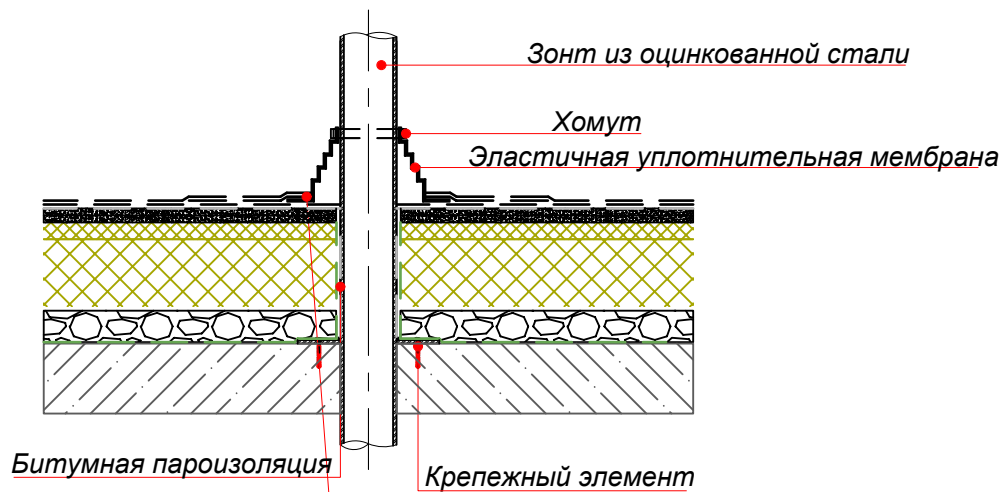 Зонт из оцинкованной стали
Хомут
Эластичная уплотнительная мембрана
Битумная пароизоляция
Крепежный элемент